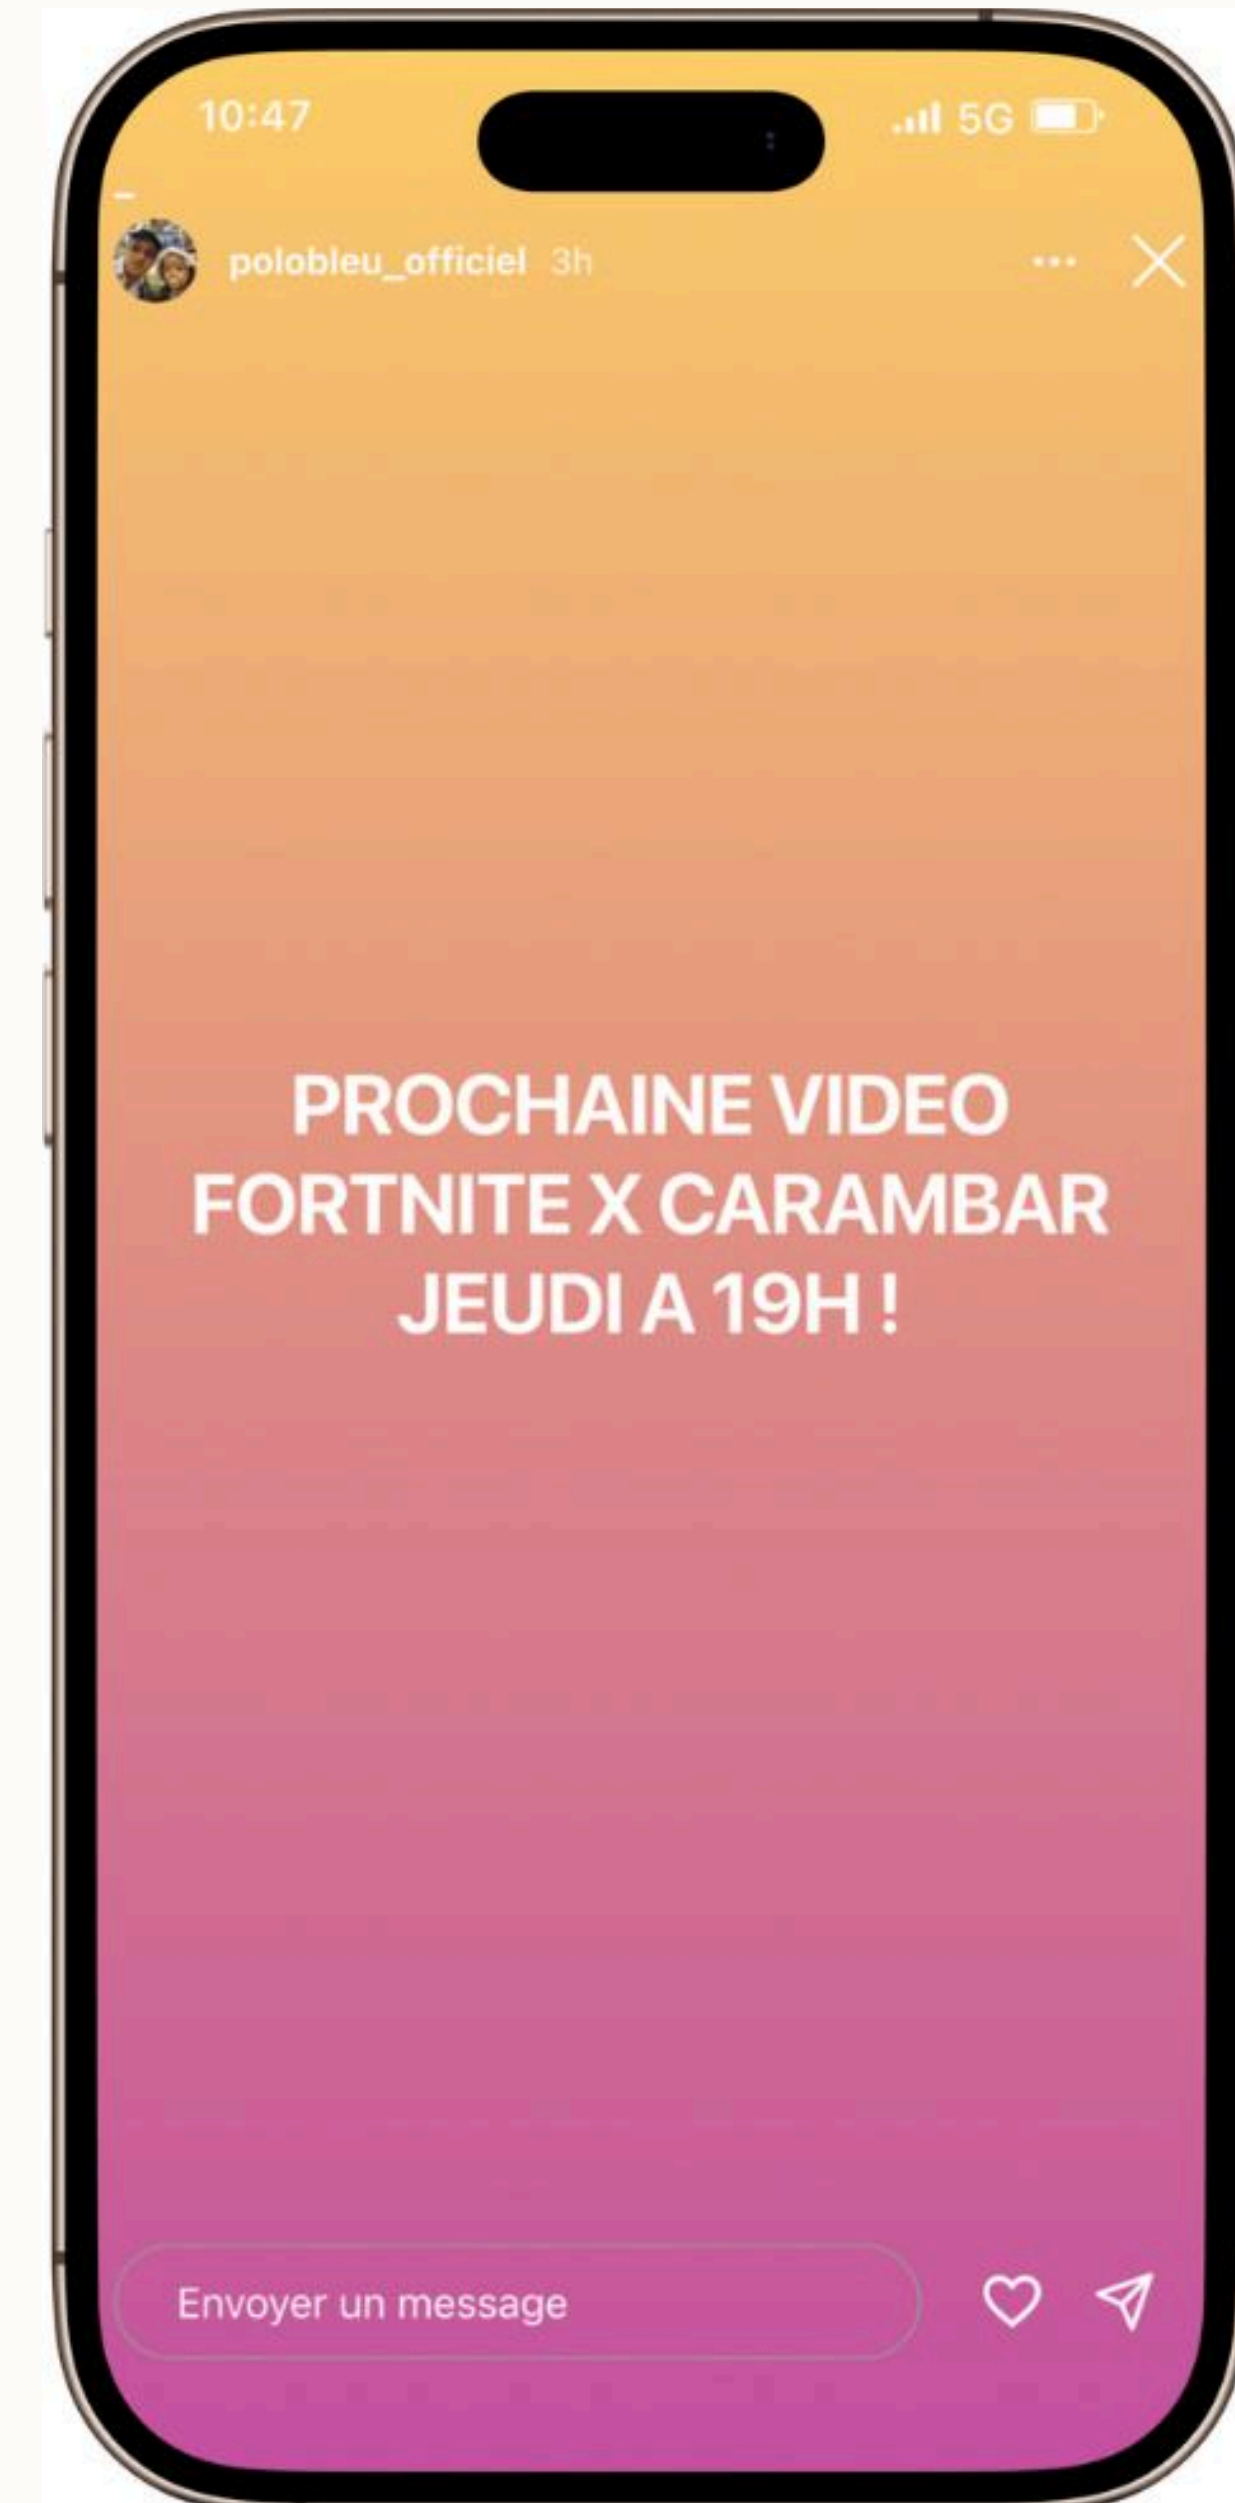 10:47 5G
polobleu_officiel 3h
PROCHAINE VIDEO
FORTNITE X CARAMBAR
JEUDI A 19H !
Envoyer un message